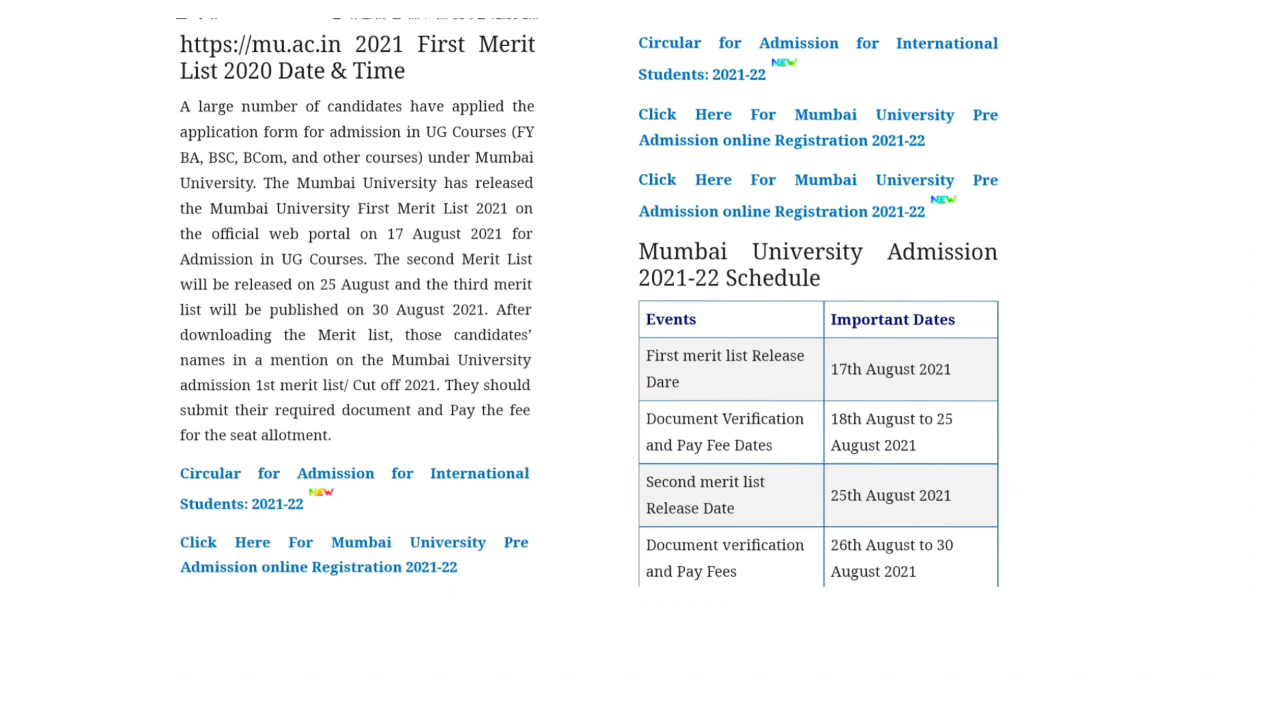 https://mu.ac.in 2021 First Merit
List 2020 Date & Time
A large number of candidates have applied the
application form for admission in UG Courses (FY
BA, BSC, BCom, and other courses) under Mumbai
University. The Mumbai University has released
the Mumbai University First Merit List 2021 on
the official web portal on 17 August 2021 for
Admission in UG Courses. The second Merit List
will be released on 25 August and the third merit
list will be published on 30 August 2021. After
downloading the Merit list, those candidates’
names in a mention on the Mumbai University
admission 1st merit list/ Cut off 2021. They should
submit their required document and Pay the fee
for the seat allotment.
Circular for Admission for International
Students: 2021-22 NEW
Click Here For Mumbai University Pre
Admission online Registration 2021-22
Circular for Admission for International
Students: 2021-22 NEW
Click Here For Mumbai University Pre
Admission online Registration 2021-22
Click Here For Mumbai University Pre
Admission online Registration 2021-22 NEW
Mumbai University Admission
2021-22 Schedule
Events Important Dates
First merit list Release
Dare
17th August 2021
Document Verification
and Pay Fee Dates
18th August to 25
August 2021
Second merit list
Release Date
25th August 2021
Document verification
and Pay Fees
26th August to 30
August 2021